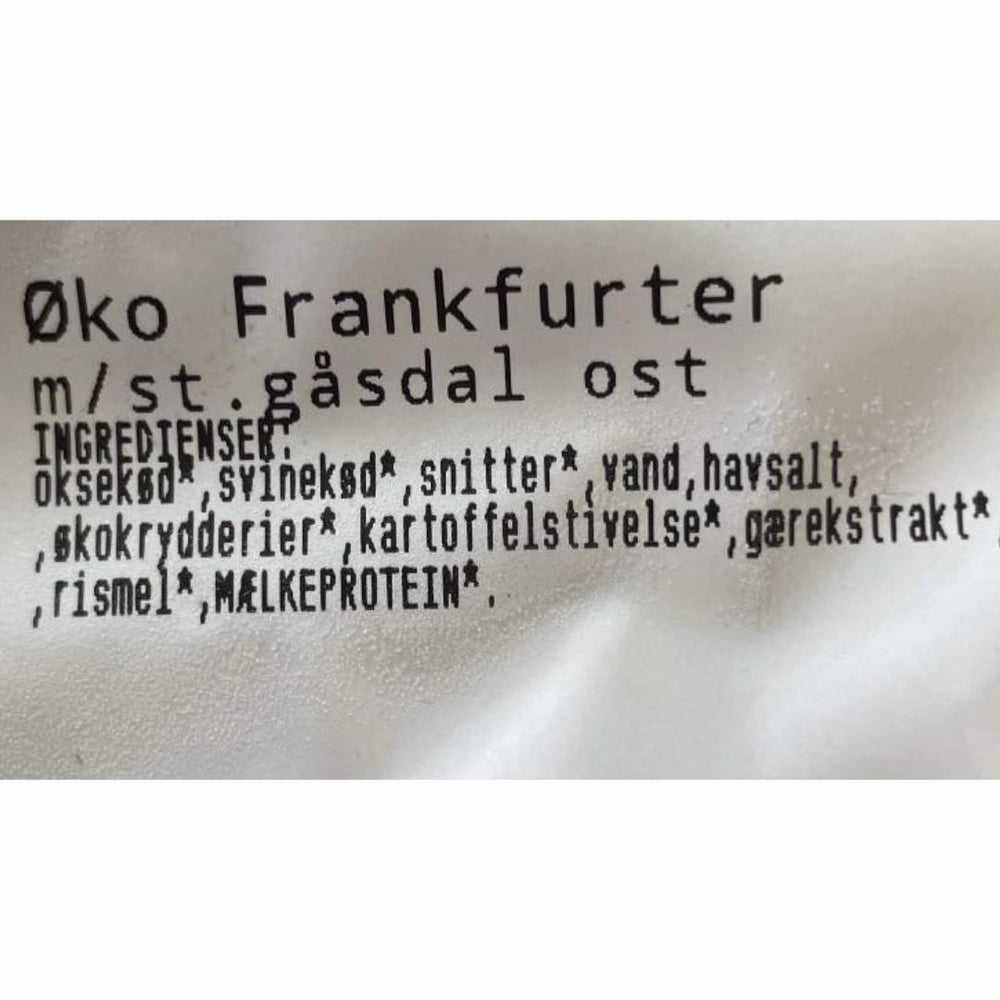 Øko Frankfurter
m/st.gåsdal ost
INGREDIENSER:
oksekød*,svinekød*,snitter*,vand,havsalt,
,økokrydderier*,kartoffelstivelse*,gærekstrakt*,
,rismel*,MÆLKEPROTEIN*.